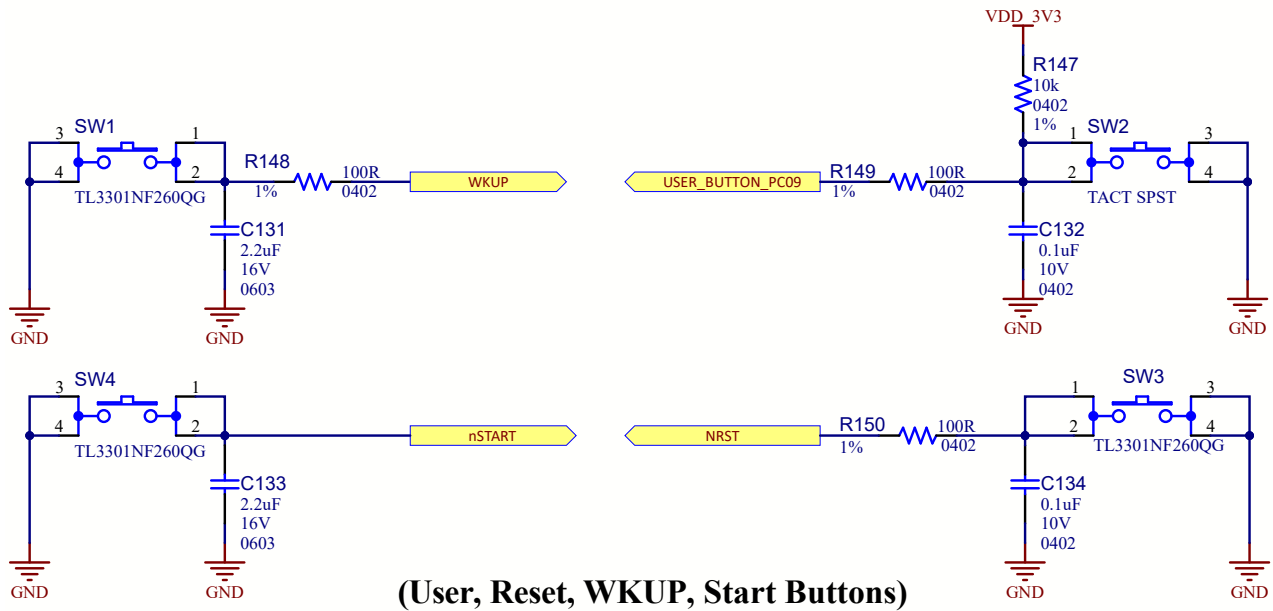 VDD_3V3
R147
10k
0402
1%
SW1
3
1
4
2
TL3301NF260QG
R148
1%
100R
0402
WKUP
USER_BUTTON_PC09
R149
1%
100R
0402
SW2
1
3
2
4
TACT SPST
C131
2.2uF
16V
0603
C132
0.1uF
10V
0402
GND
GND
GND
GND
SW4
3
1
4
2
TL3301NF260QG
nSTART
NRST
R150
1%
100R
0402
SW3
1
3
2
4
TL3301NF260QG
C133
2.2uF
16V
0603
C134
0.1uF
10V
0402
GND
GND
GND
GND
(User, Reset, WKUP, Start Buttons)